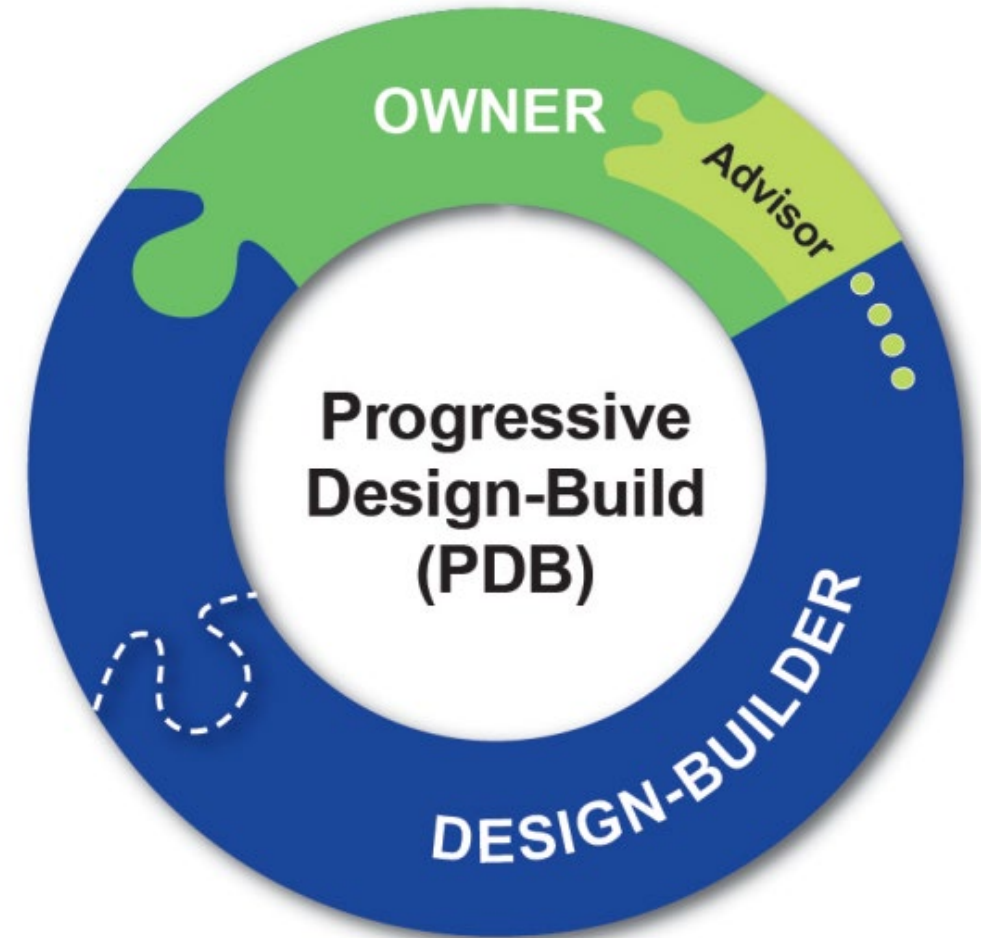 OWNER
Advisor
Progressive
Design-Build
(PDB)
DESIGN-BUILDER